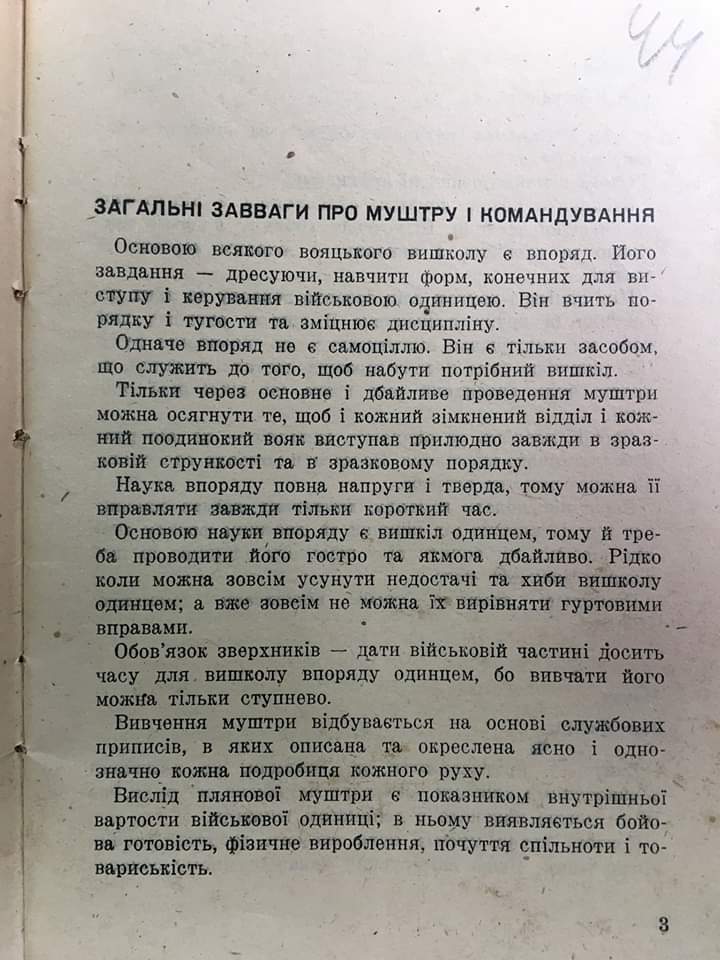 44
ЗАГАЛЬНІ ЗАВВАГИ ПРО МУШТРУ І КОМАНДУВАННЯ
Основою всякого вояцького вишколу є впоряд. Його
завдання — дресуючи, навчити форм, конечних для ви-
ступу і керування військовою одиницею. Він вчить по-
рядку і тугости та зміцнює дисципліну.
Одначе впоряд не є самоціллю. Він є тільки засобом,
що служить до того, щоб набути потрібний вишкіл.
Тільки через основне і дбайливе проведення муштри
можна осягнути те, щоб і кожний зімкнений відділ і кож-
ний поодинокий вояк виступав прилюдно завжди в зраз-
ковій стрункості та в зразковому порядку.
Наука впоряду повна напруги і тверда, тому можна її
вправляти завжди тільки короткий час.
Основою науки впоряду є вишкіл одинцем, тому й тре-
ба проводити його гостро та якмога дбайливо. Рідко
коли можна зовсім усунути недостачі та хиби вишколу
одинцем; а вже зовсім не можна їх вирівняти гуртовими
вправами.
Обов'язок зверхників — дати військовій частині досить
часу для вишколу впоряду одинцем, бо вивчати його
можна тільки ступнево.
Вивчення муштри відбувається на основі службових
приписів, в яких описана та окреслена ясно і одно-
значно кожна подробиця кожного руху.
Вислід плянової муштри є показником внутрішньої
вартости військової одиниці; в ньому виявляється бойо-
ва готовість, фізичне вироблення, почуття спільноти і то-
вариськість.
3